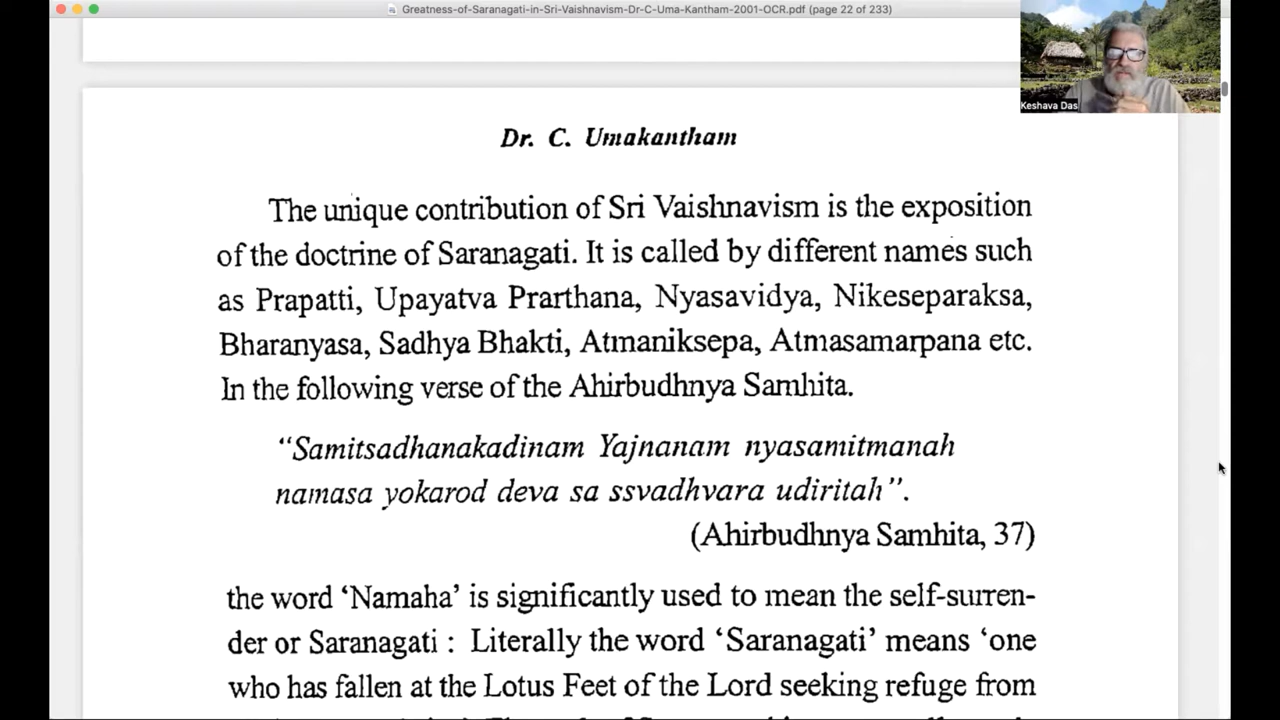 Greatness-of-Saranagati-in-Sri-Vaishnavism-Dr-C-Uma-Kantham-2001-OCR.pdf (page 22 of 233)
Keshava Das
Dr. C. Umakantham
The unique contribution of Sri Vaishnavism is the exposition
of the doctrine of Saranagati. It is called by different names such
as Prapatti, Upayatva Prarthana, Nyasavidya, Nikeseparaksa,
Bharanyasa, Sadhya Bhakti, Atmaniksepa, Atmasamarpana etc.
In the following verse of the Ahirbudhnya Samhita.
“Samitsadhanakadinam Yajnanam nyasamitmanah
namasa yokarod deva sa ssvadhvara udiritah”.
(Ahirbudhnya Samhita, 37)
the word ‘Namaha’ is significantly used to mean the self-surren-
der or Saranagati : Literally the word ‘Saranagati’ means ‘one
who has fallen at the Lotus Feet of the Lord seeking refuge from